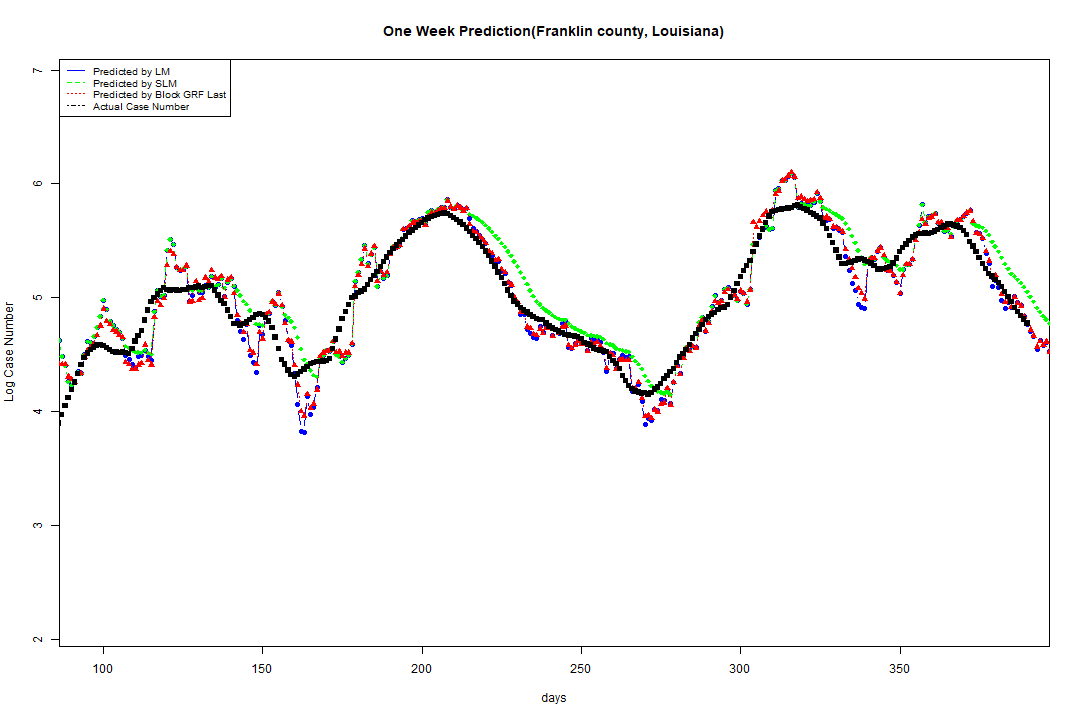 One Week Prediction(Franklin county, Louisiana)
Predicted by LM
Predicted by SLM
Predicted by Block GRF Last
Actual Case Number
Log Case Number
7
6
5
4
3
2
100 150 200 250 300 350
days